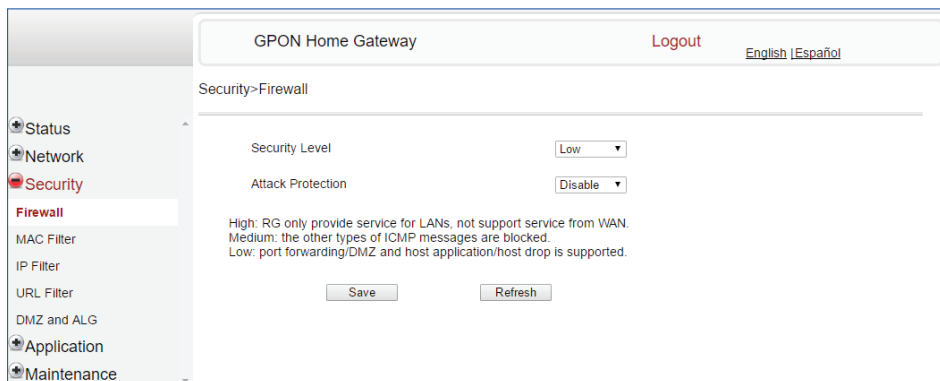 GPON Home Gateway
Logout
English |Español
Security>Firewall
Status
Network
Security
Firewall
MAC Filter
IP Filter
URL Filter
DMZ and ALG
Application
Maintenance
Security Level
Low
Attack Protection
Disable
High: RG only provide service for LANs, not support service from WAN.
Medium: the other types of ICMP messages are blocked.
Low: port forwarding/DMZ and host application/host drop is supported.
Save
Refresh